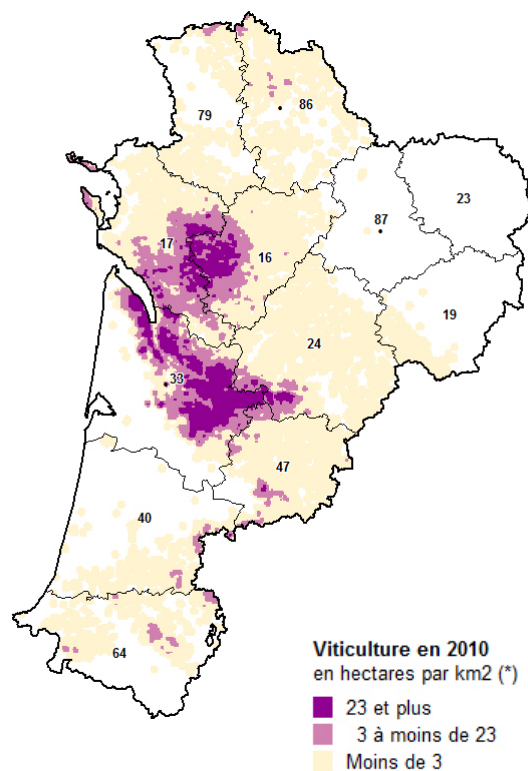 86
79
23
87
17
16
19
24
33
47
40
64
Viticulture en 2010
en hectares par km2 (*)
23 et plus
3 à moins de 23
Moins de 3